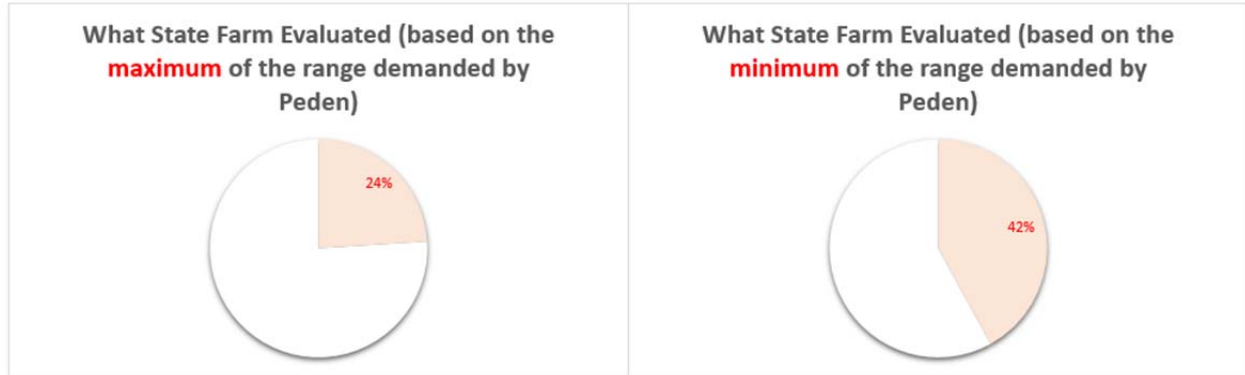 What State Farm Evaluated (based on the
maximum of the range demanded by
Peden)
24%
What State Farm Evaluated (based on the
minimum of the range demanded by
Peden)
42%